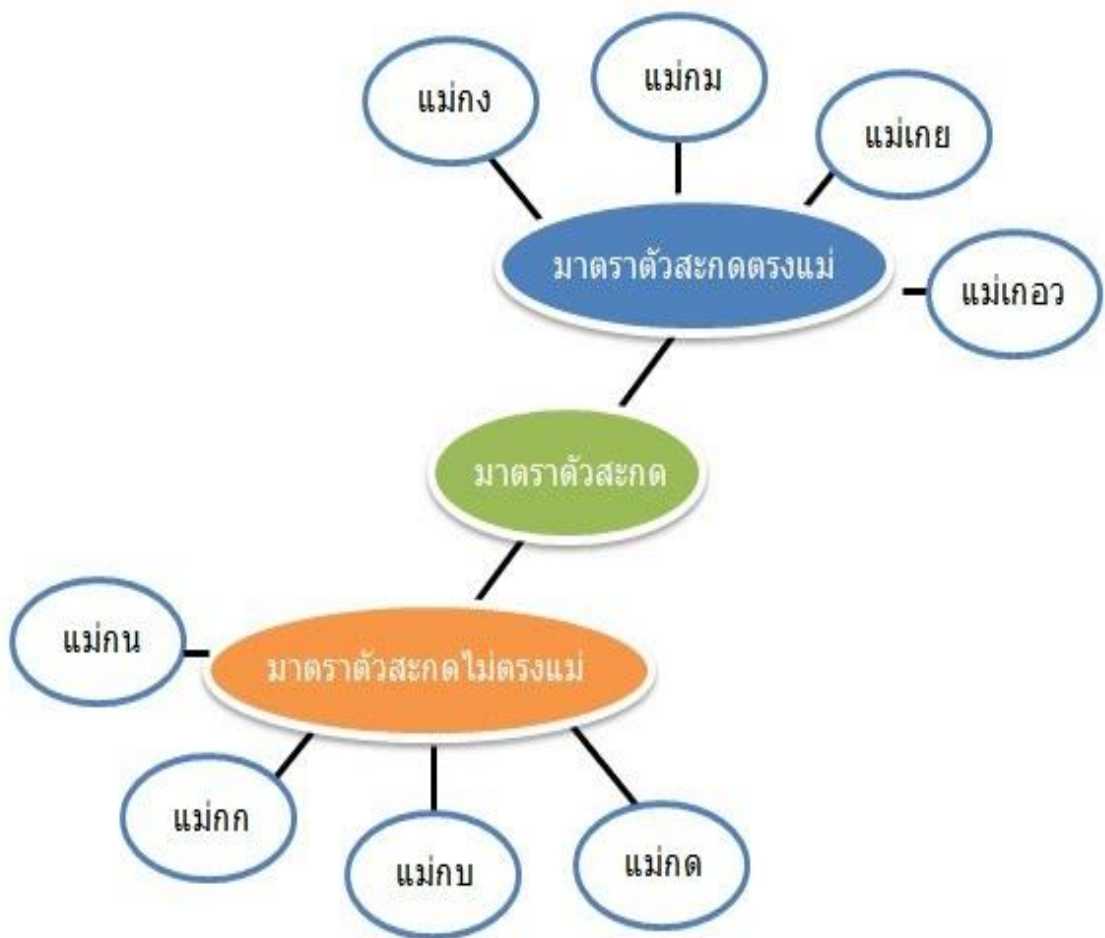 แม่กง
แม่กม
แม่เกย
มาตราตัวสะกดตรงแม่
แม่เกอว
มาตราตัวสะกด
แม่กน
มาตราตัวสะกดไม่ตรงแม่
แม่กก
แม่กบ
แม่กด